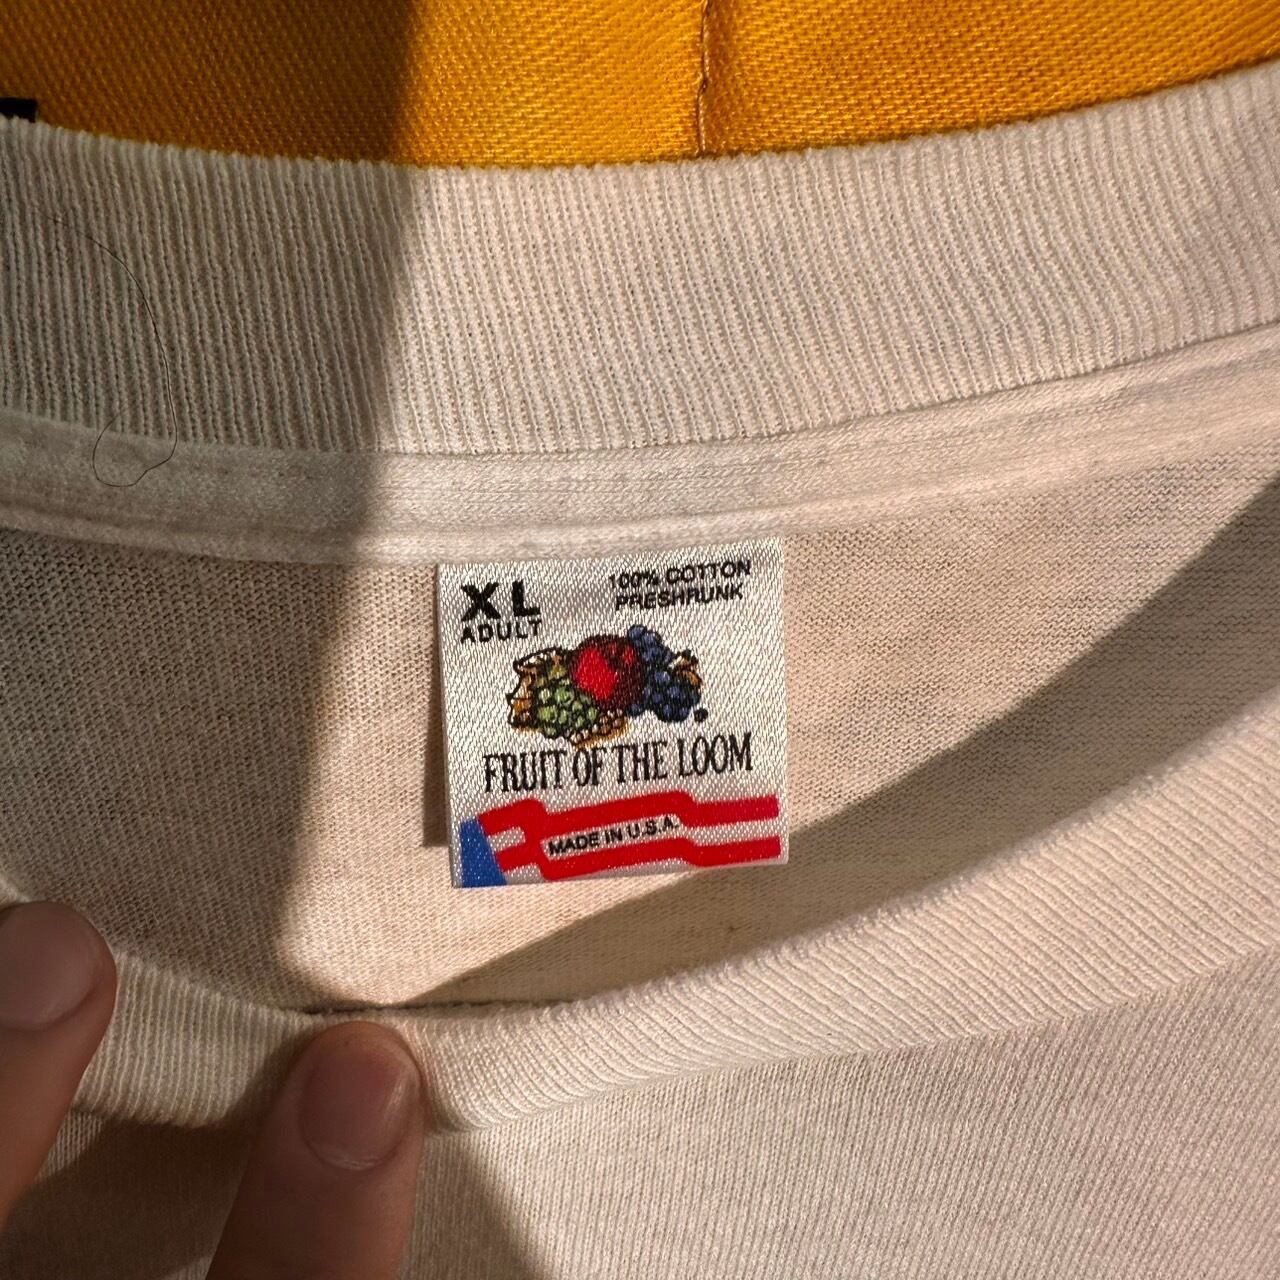 XL
ADULT
100% COTTON
PRESHRUNK
FRUIT OF THE LOOM
MADE IN U.S.A.